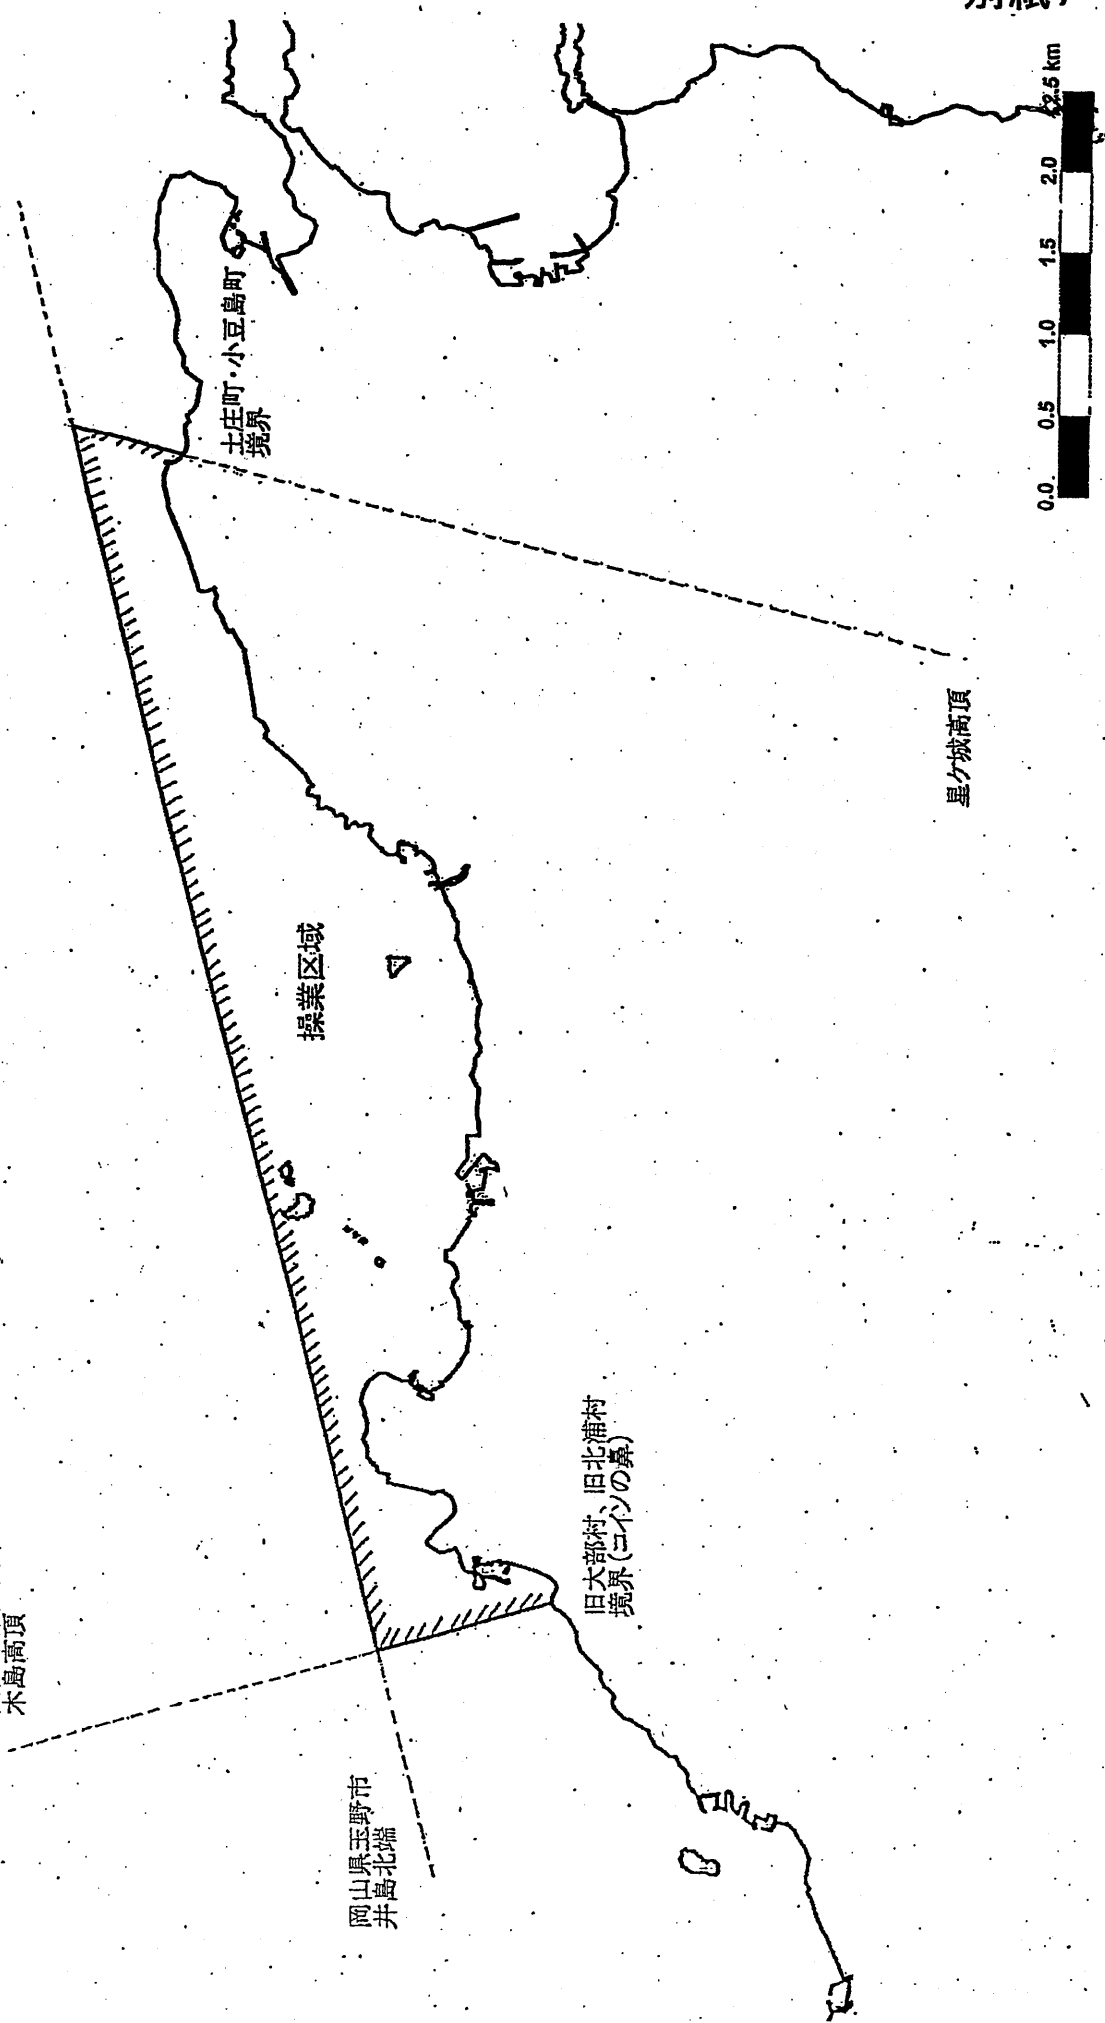 木島高頂
岡山県玉野市
井島北端
旧大部村、旧北浦村
境界(コイツの鼻)
操業区域
土庄町・小豆島町
境界
星ケ城高頂
0.0
0.5
1.0
1.5
2.0
2.5 km
別紙